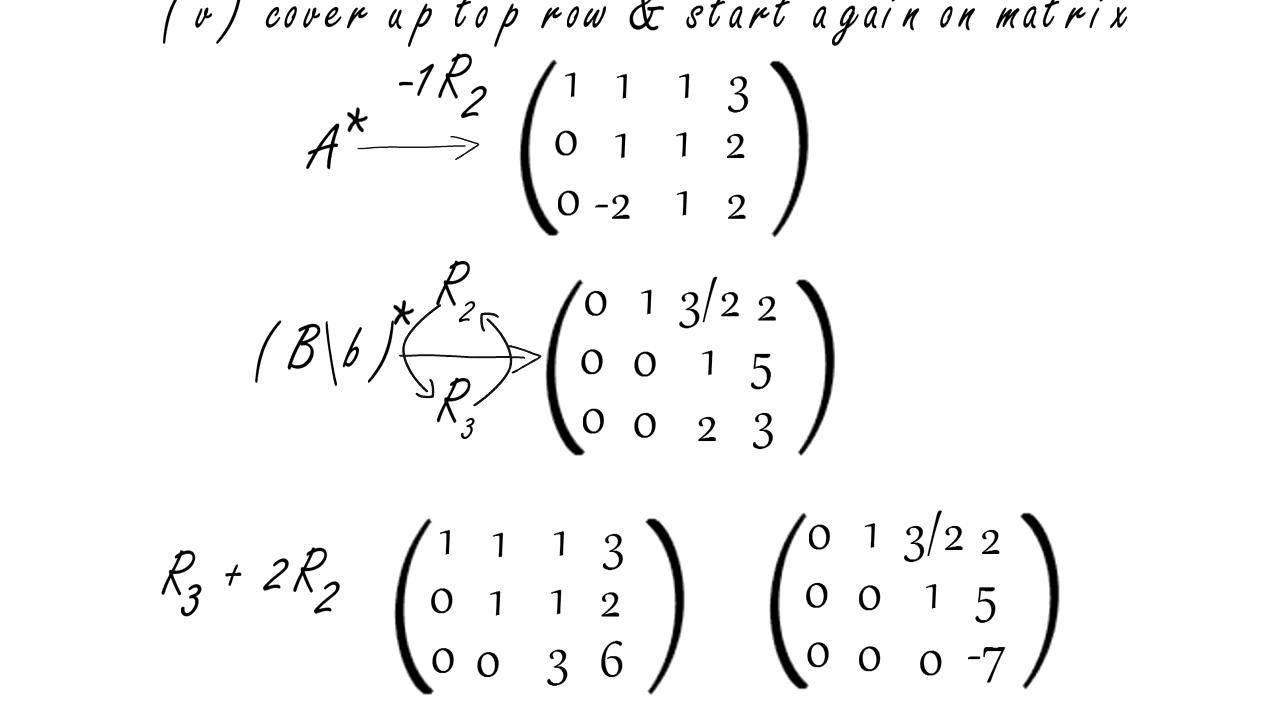 (v) cover up top row & start again on matrix
-1R2
A*
1 1 1 3
0 1 1 2
0 -2 1 2
R2
(B\b)*
R3
0 1 3/2 2
0 0 1 5
0 0 2 3
R3 + 2R2
1 1 1 3
0 1 1 2
0 0 3 6
0 1 3/2 2
0 0 1 5
0 0 0 -7